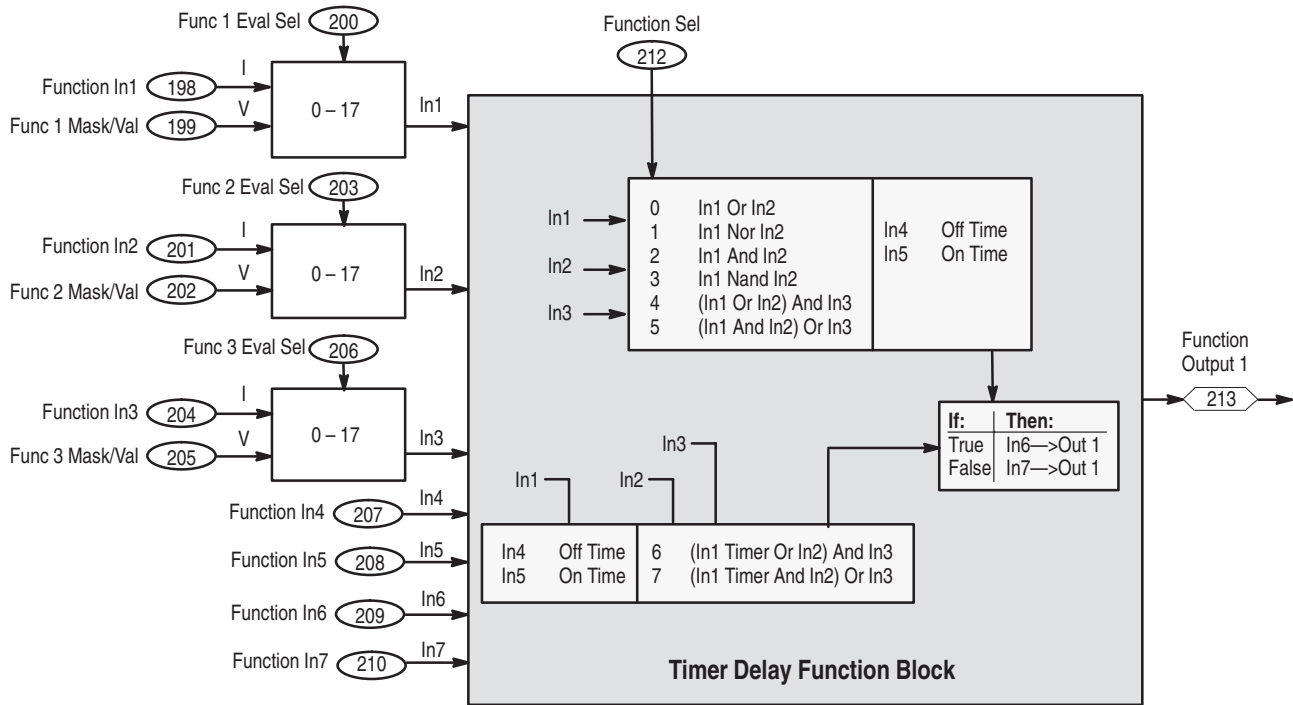 Func 1 Eval Sel 200
Function In1 198 I
Func 1 Mask/Val 199 V
0 – 17
In1
Func 2 Eval Sel 203
Function In2 201 I
Func 2 Mask/Val 202 V
0 – 17
In2
Func 3 Eval Sel 206
Function In3 204 I
Func 3 Mask/Val 205 V
0 – 17
In3
Function In4 207 In4
Function In5 208 In5
Function In6 209 In6
Function In7 210 In7
Function Sel
212
In1
In2
In3
0 In1 Or In2
1 In1 Nor In2
2 In1 And In2
3 In1 Nand In2
4 (In1 Or In2) And In3
5 (In1 And In2) Or In3
In4 Off Time
In5 On Time
If: Then:
True In6—>Out 1
False In7—>Out 1
In1
In2
In3
In4 Off Time
In5 On Time
6 (In1 Timer Or In2) And In3
7 (In1 Timer And In2) Or In3
Timer Delay Function Block
Function
Output 1
213